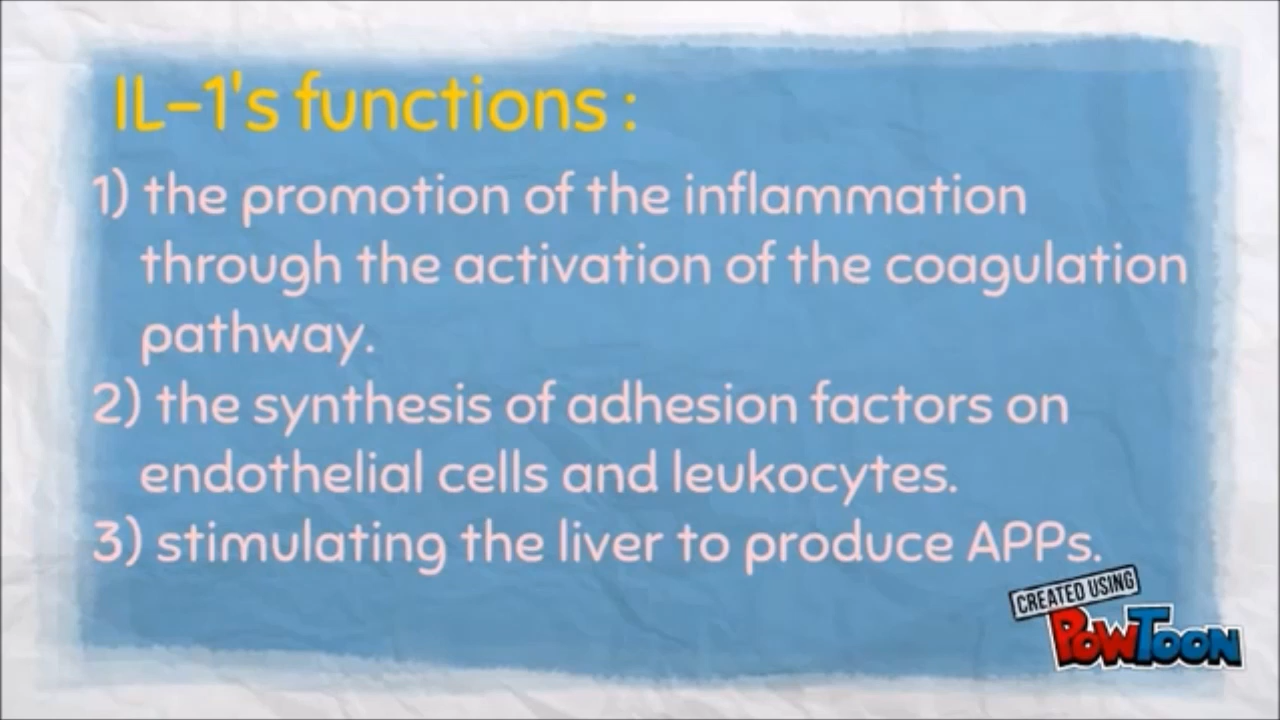 IL-1's functions :
1) the promotion of the inflammation
through the activation of the coagulation
pathway.
2) the synthesis of adhesion factors on
endothelial cells and leukocytes.
3) stimulating the liver to produce APPs.
CREATED USING
POWTOON